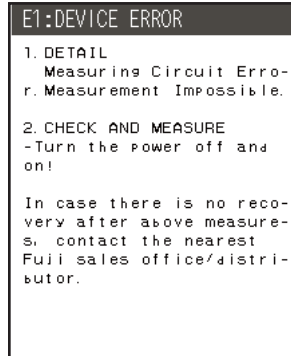 E1:DEVICE ERROR
1. DETAIL
Measuring Circuit Erro-
r. Measurement Impossible.
2. CHECK AND MEASURE
-Turn the power off and
on!
In case there is no reco-
very after above measure-
s, contact the nearest
Fuji sales office/distri-
butor.